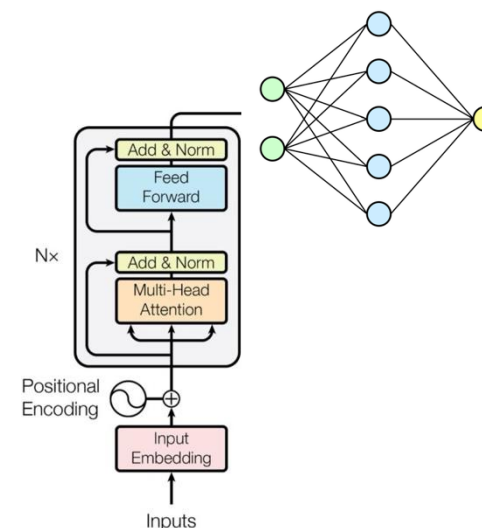 Add & Norm
Feed
Forward
N×
Add & Norm
Multi-Head
Attention
Positional
Encoding
Input
Embedding
Inputs